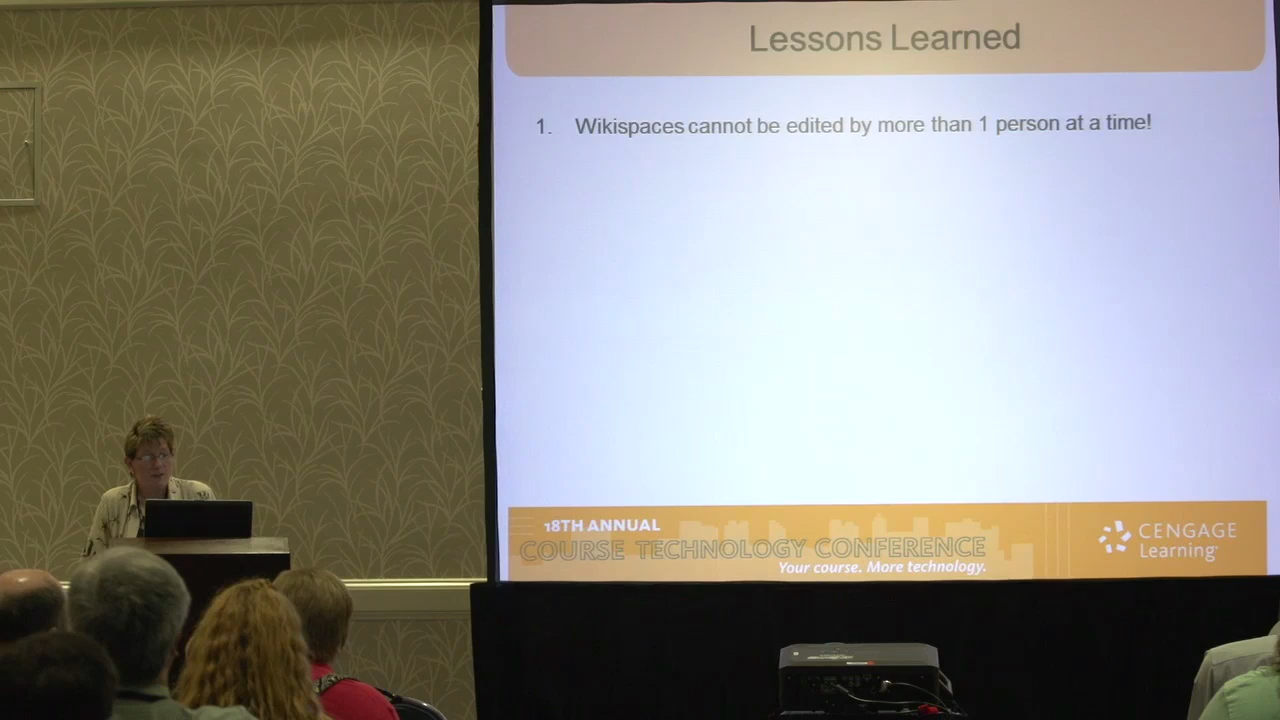 Lessons Learned
1. Wikispaces cannot be edited by more than 1 person at a time!
18TH ANNUAL
COURSE TECHNOLOGY CONFERENCE
Your course. More technology.
CENGAGE
Learning